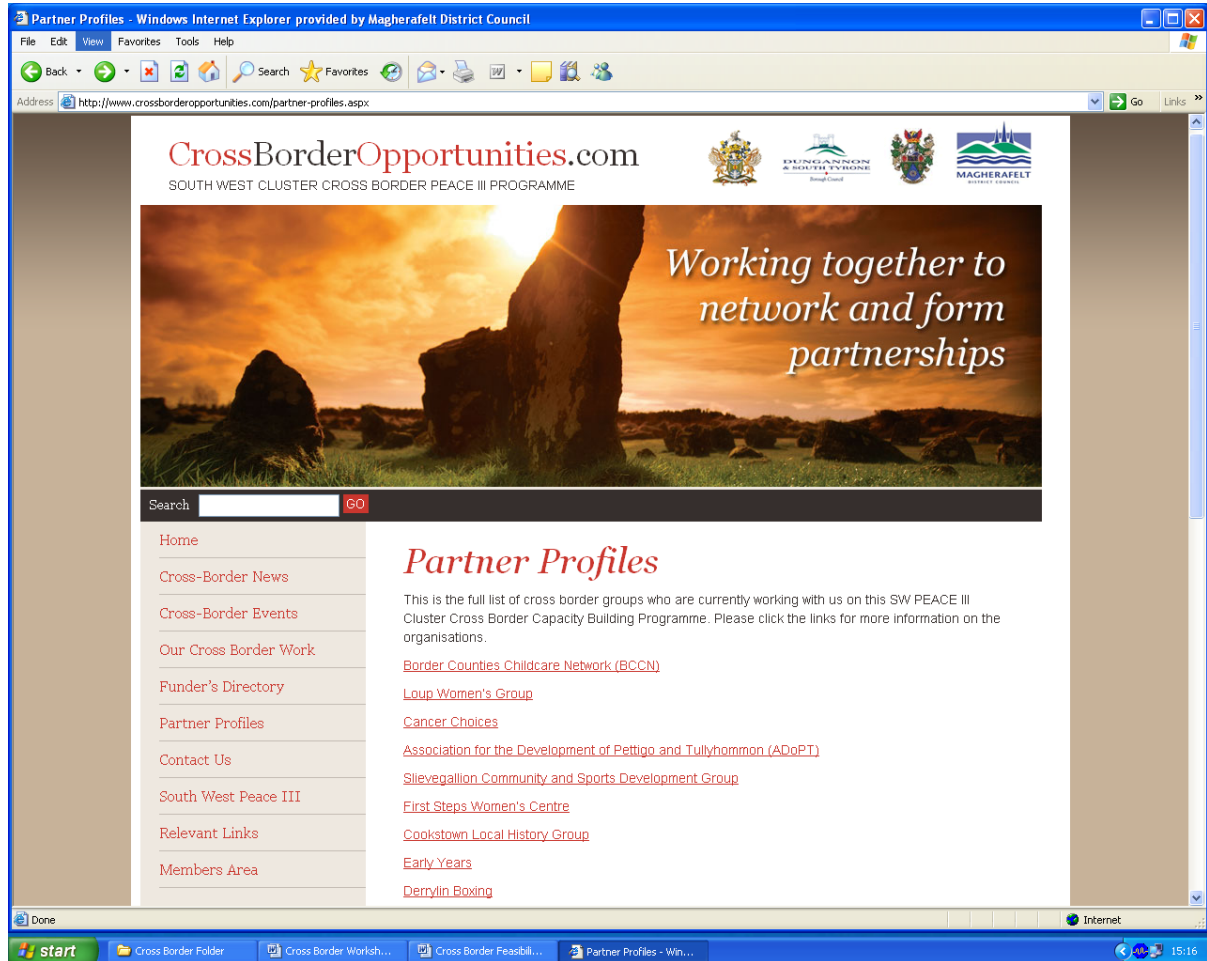 Partner Profiles - Windows Internet Explorer provided by Magherafelt District Council
File Edit View Favorites Tools Help
Back Search Favorites
Address http://www.crossborderopportunities.com/partner-profiles.aspx Go Links »
CrossBorderOpportunities.com
SOUTH WEST CLUSTER CROSS BORDER PEACE III PROGRAMME
DUNGANNON
& SOUTH TYRONE
Borough Council
MAGHERAFELT
DISTRICT COUNCIL
Working together to
network and form
partnerships
Search GO
Home
Cross-Border News
Cross-Border Events
Our Cross Border Work
Funder's Directory
Partner Profiles
Contact Us
South West Peace III
Relevant Links
Members Area
Partner Profiles
This is the full list of cross border groups who are currently working with us on this SW PEACE III
Cluster Cross Border Capacity Building Programme. Please click the links for more information on the
organisations.
Border Counties Childcare Network (BCCN)
Loup Women's Group
Cancer Choices
Association for the Development of Pettigo and Tullyhommon (ADoPT)
Slievegallion Community and Sports Development Group
First Steps Women's Centre
Cookstown Local History Group
Early Years
Derrylin Boxing
Done Internet
start Cross Border Folder Cross Border Worksh... Cross Border Feasibili... Partner Profiles - Win... 15:16